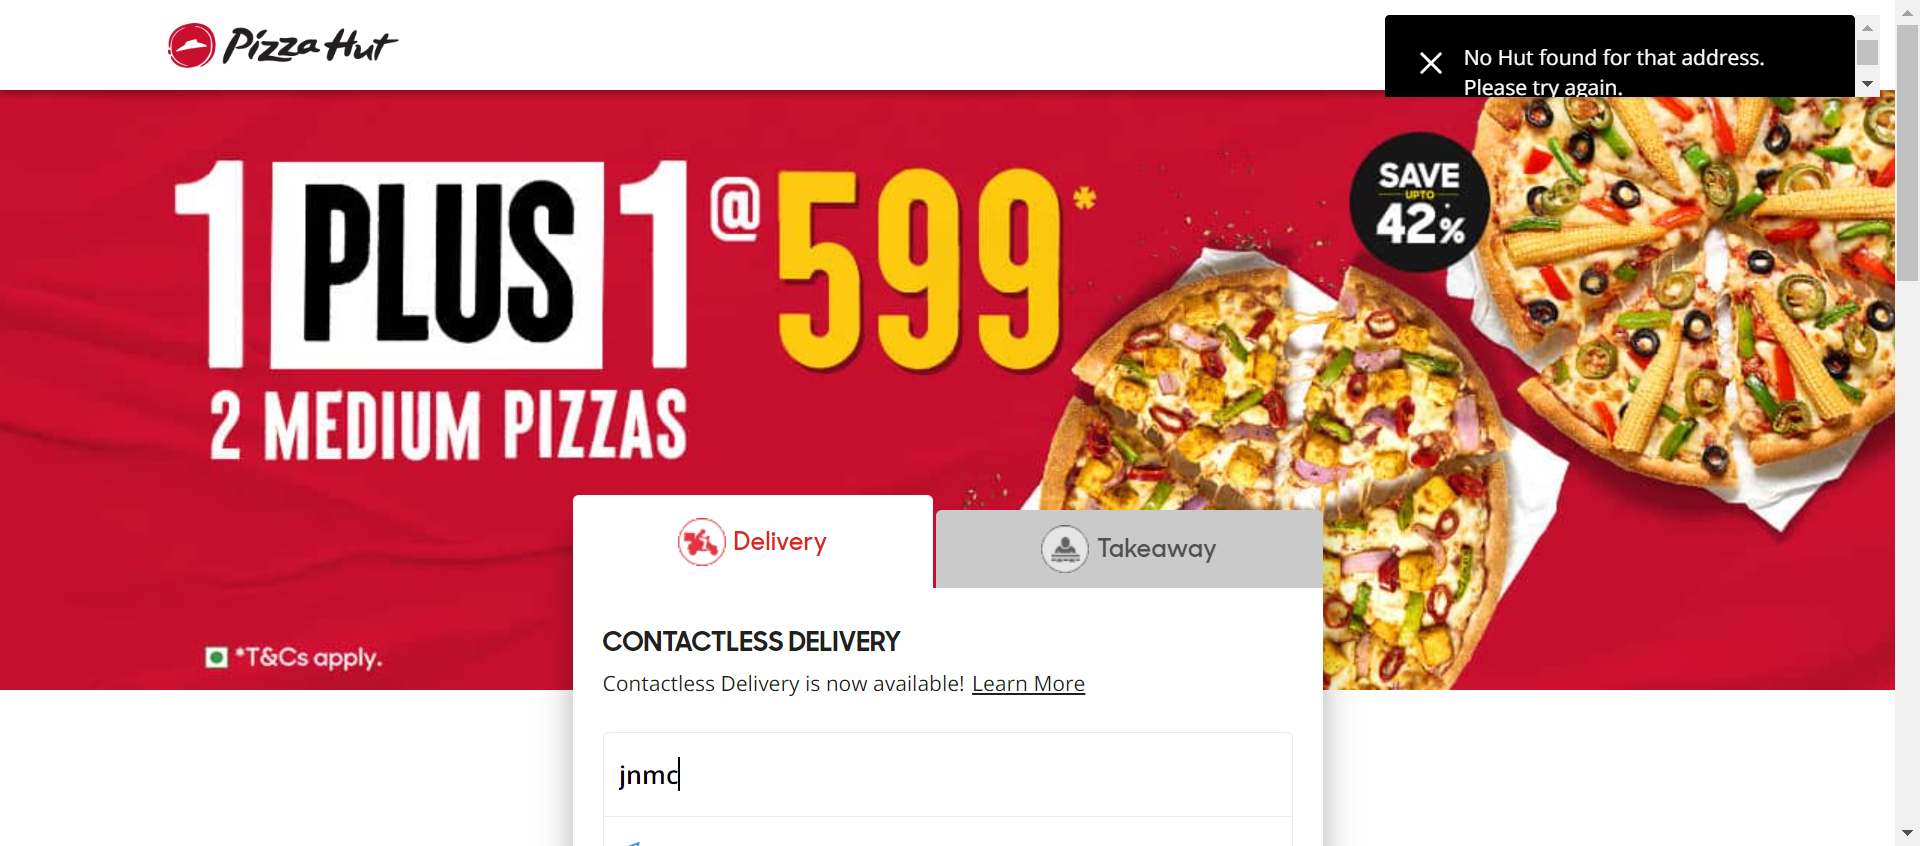 Pizza Hut
No Hut found for that address.
Please try again.
1 PLUS 1 @ 599*
2 MEDIUM PIZZAS
SAVE
UPTO
42%
*T&Cs apply.
Delivery
Takeaway
CONTACTLESS DELIVERY
Contactless Delivery is now available! Learn More
jnmc